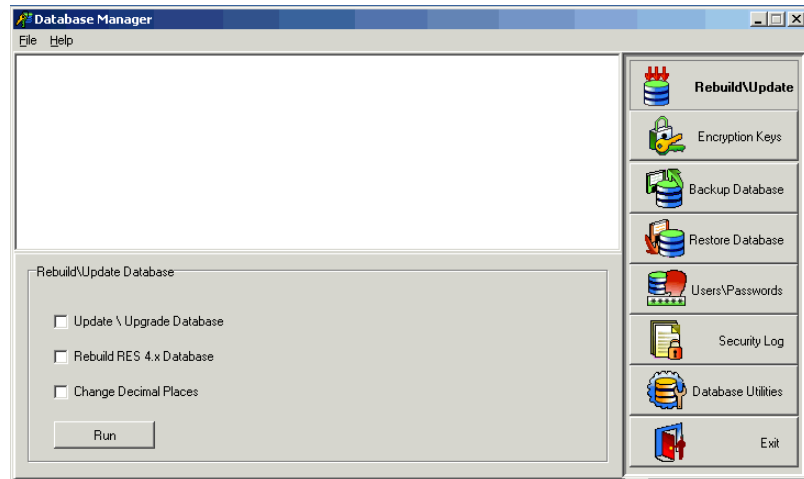 Database Manager
File Help
Rebuild\Update
Encryption Keys
Backup Database
Restore Database
Users\Passwords
Security Log
Database Utilities
Exit
Rebuild\Update Database
Update \ Upgrade Database
Rebuild RES 4.x Database
Change Decimal Places
Run